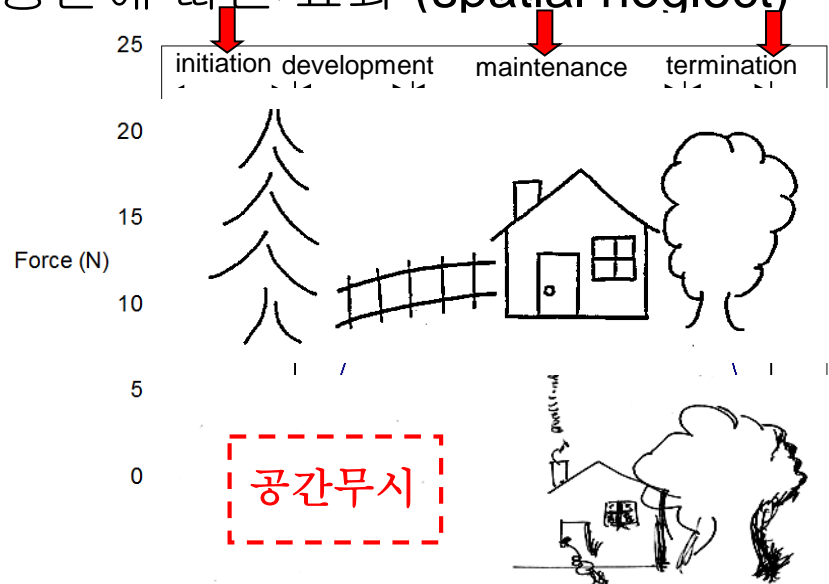 (spatial neglect)
25
initiation development maintenance termination
20
15
Force (N)
10
5
0
공간무시